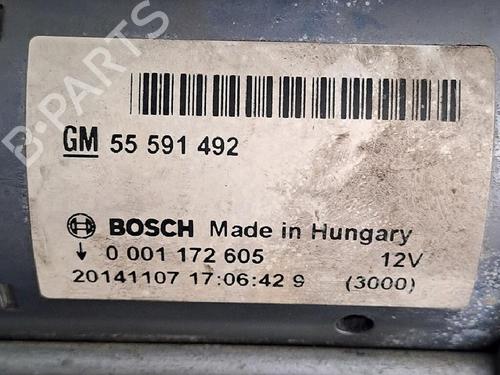 B-PARTS
GM 55 591 492
BOSCH Made in Hungary
0 001 172 605 12V
20141107 17:06:42 9 (3000)